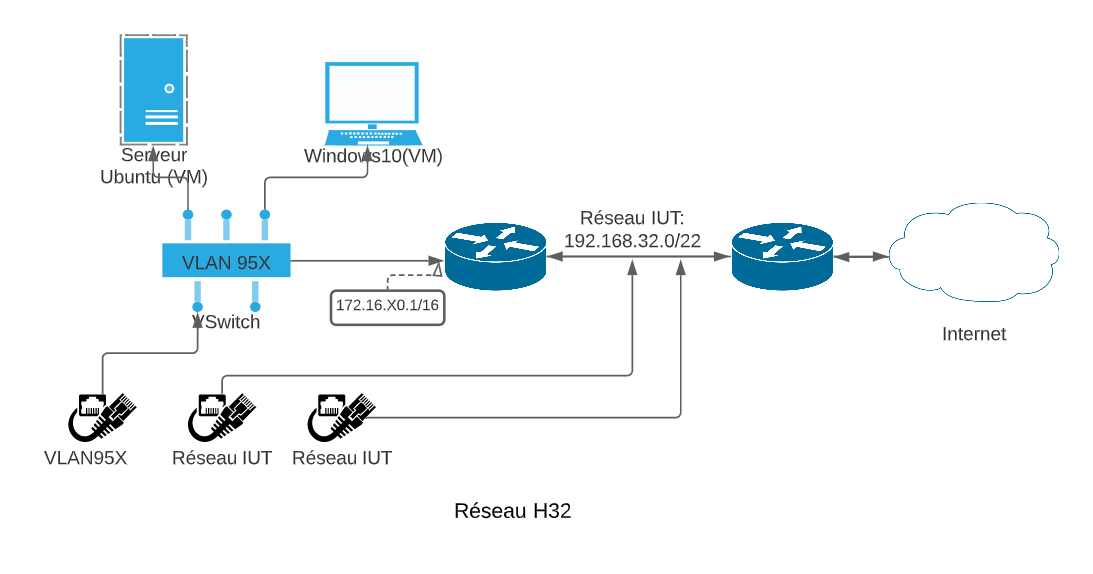 Serveur
Ubuntu (VM)
Windows10(VM)
Réseau IUT:
192.168.32.0/22
VLAN 95X
172.16.X0.1/16
VSwitch
Internet
VLAN95X
Réseau IUT
Réseau IUT
Réseau H32